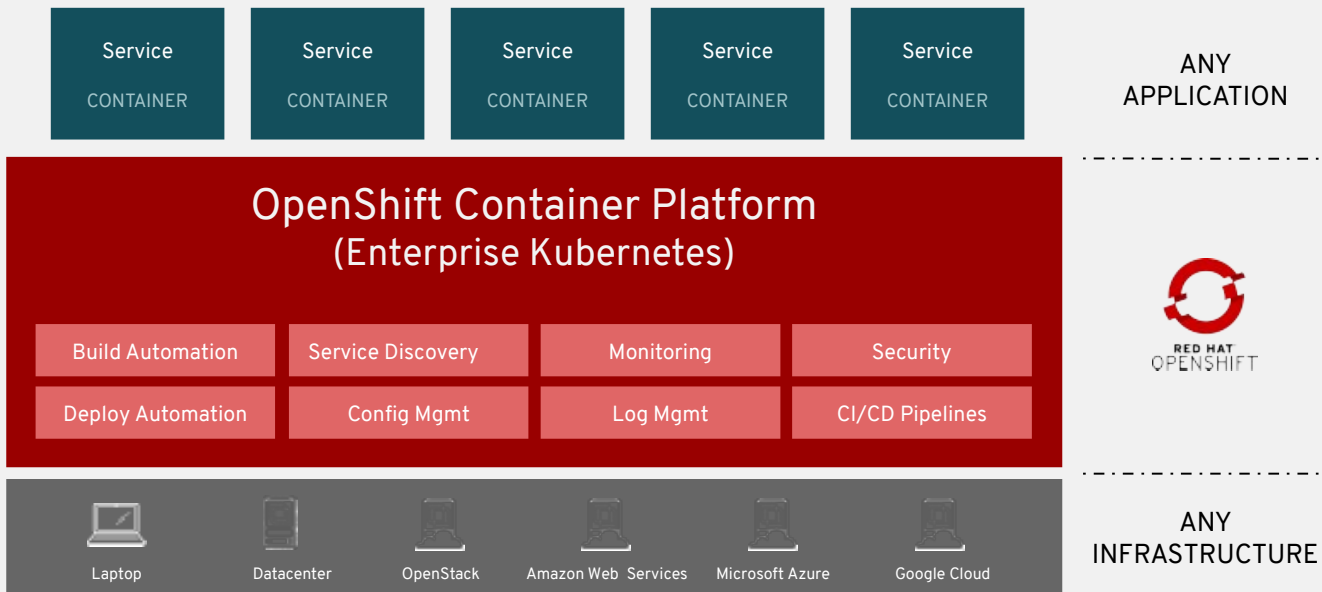 Service
CONTAINER
Service
CONTAINER
Service
CONTAINER
Service
CONTAINER
Service
CONTAINER
ANY
APPLICATION
OpenShift Container Platform
(Enterprise Kubernetes)
Build Automation
Service Discovery
Monitoring
Security
Deploy Automation
Config Mgmt
Log Mgmt
CI/CD Pipelines
RED HAT
OPENSHIFT
Laptop
Datacenter
OpenStack
Amazon Web Services
Microsoft Azure
Google Cloud
ANY
INFRASTRUCTURE